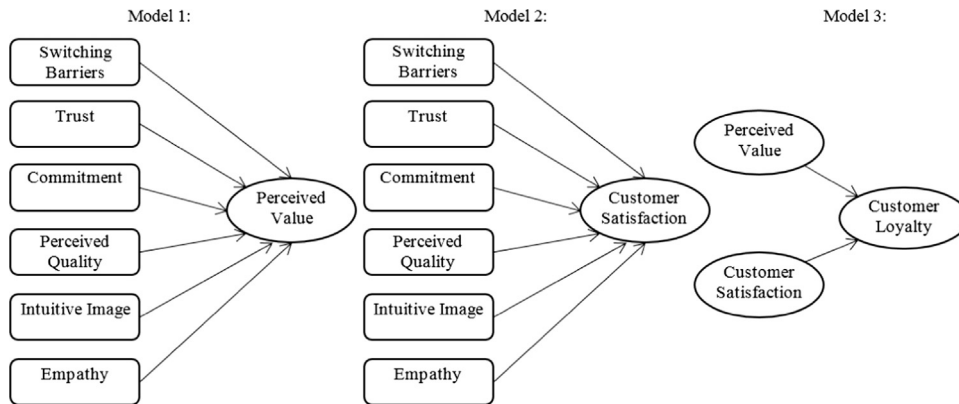 Model 1:
Switching
Barriers
Trust
Commitment
Perceived
Quality
Intuitive Image
Empathy
Perceived
Value
Model 2:
Switching
Barriers
Trust
Commitment
Perceived
Quality
Intuitive Image
Empathy
Customer
Satisfaction
Model 3:
Perceived
Value
Customer
Satisfaction
Customer
Loyalty